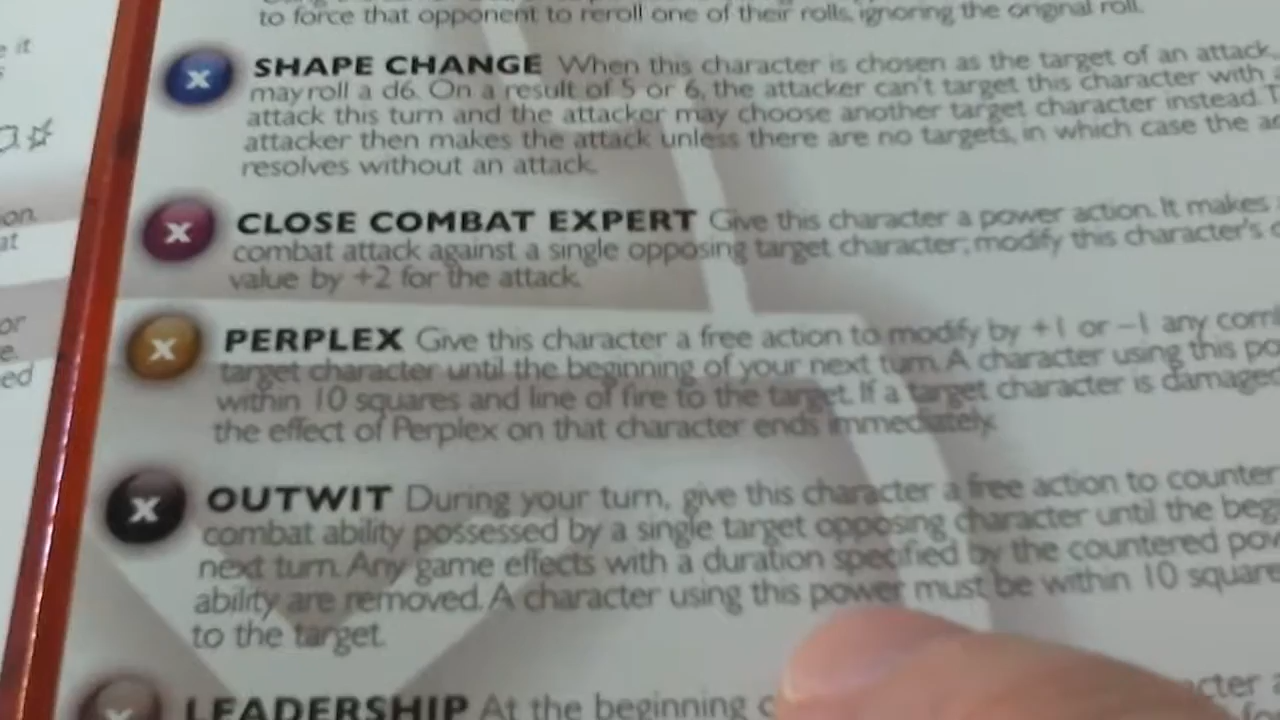 to force that opponent to reroll one of their rolls, ignoring the original roll.
X SHAPE CHANGE When this character is chosen as the target of an attack,
may roll a d6. On a result of 5 or 6, the attacker can't target this character with
attack this turn and the attacker may choose another target character instead.
attacker then makes the attack unless there are no targets, in which case the
resolves without an attack.
X CLOSE COMBAT EXPERT Give this character a power action. It makes
combat attack against a single opposing target character; modify this character's
value by +2 for the attack.
X PERPLEX Give this character a free action to modify by +1 or -1 any
target character until the beginning of your next turn. A character using this
within 10 squares and line of fire to the target. If a target character is damaged
the effect of Perplex on that character ends immediately.
X OUTWIT During your turn, give this character a free action to counter
combat ability possessed by a single target opposing character until the
next turn. Any game effects with a duration specified by the countered
ability are removed. A character using this power must be within 10
to the target.
X LEADERSHIP At the beginning
it
on.
at
or
e.
ed